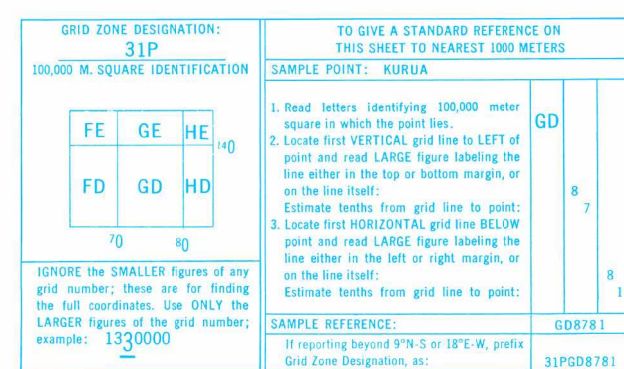 GRID ZONE DESIGNATION:
31P
100,000 M. SQUARE IDENTIFICATION
FE GE HE
140
FD GD HD
70 80
IGNORE the SMALLER figures of any
grid number; these are for finding
the full coordinates. Use ONLY the
LARGER figures of the grid number;
example: 1330000
TO GIVE A STANDARD REFERENCE ON
THIS SHEET TO NEAREST 1000 METERS
SAMPLE POINT: KURUA
1. Read letters identifying 100,000 meter
square in which the point lies. GD
2. Locate first VERTICAL grid line to LEFT of
point and read LARGE figure labeling the
line either in the top or bottom margin, or
on the line itself: 8
Estimate tenths from grid line to point: 7
3. Locate first HORIZONTAL grid line BELOW
point and read LARGE figure labeling the
line either in the left or right margin, or
on the line itself: 8
Estimate tenths from grid line to point: 1
SAMPLE REFERENCE: GD8781
If reporting beyond 9°N-S or 18°E-W, prefix
Grid Zone Designation, as: 31PGD8781